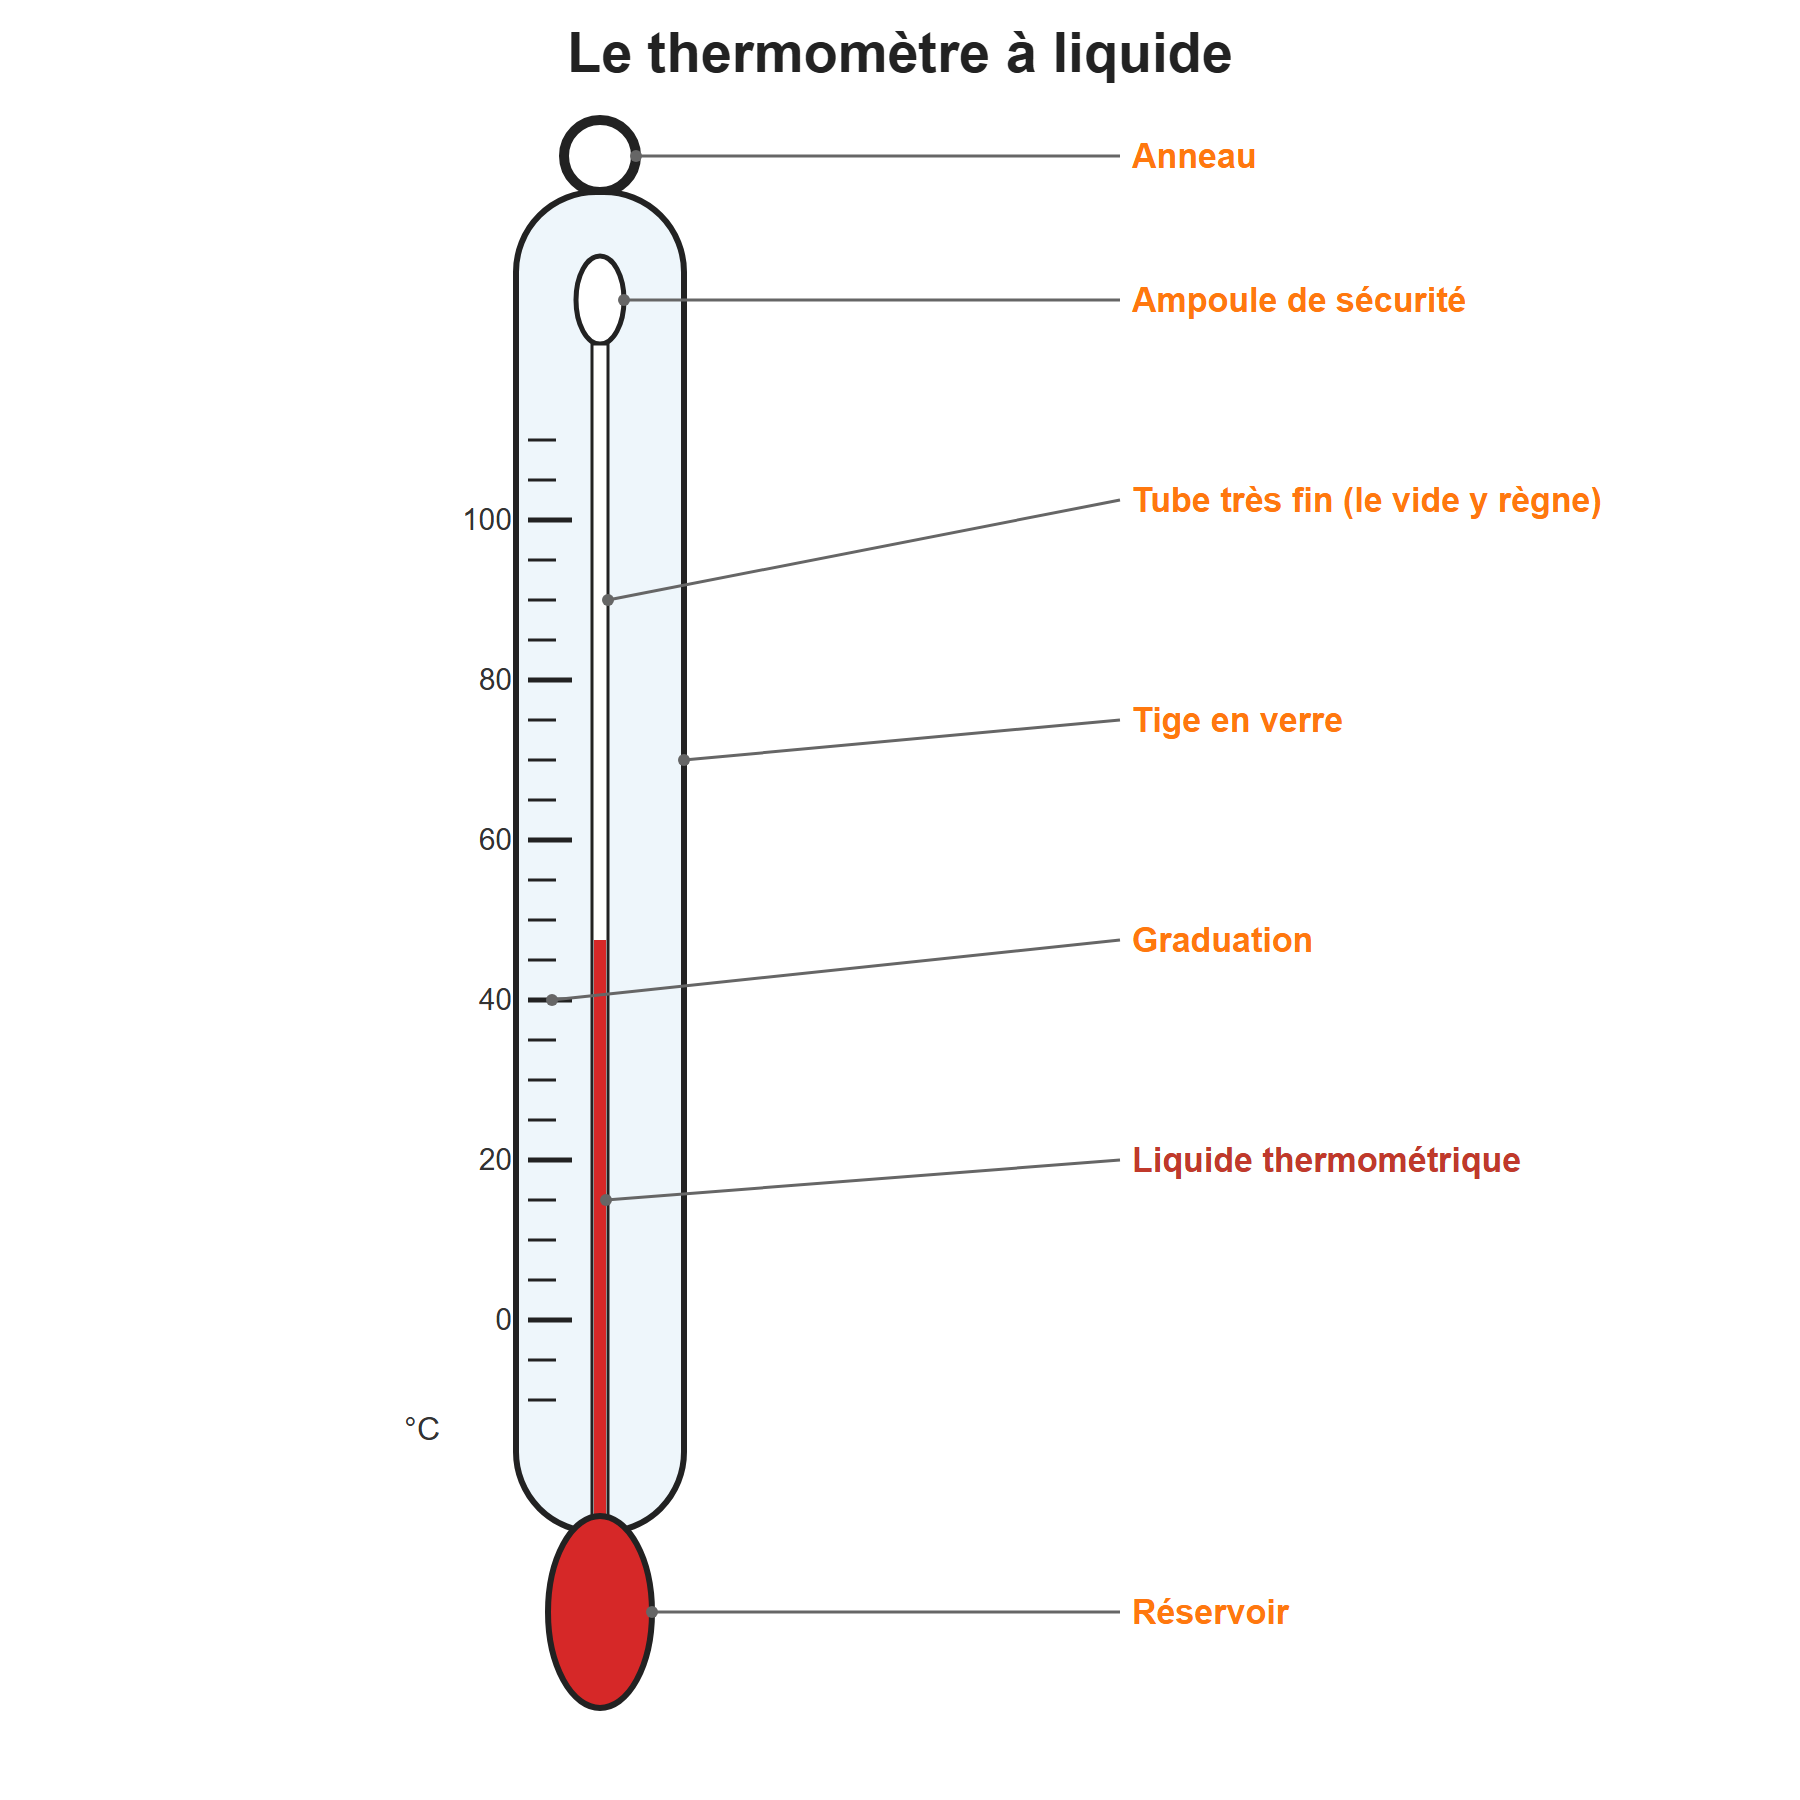 Le thermomètre à liquide
Anneau
Ampoule de sécurité
Tube très fin (le vide y règne)
100
80
Tige en verre
60
Graduation
40
Liquide thermométrique
20
0
°C
Réservoir